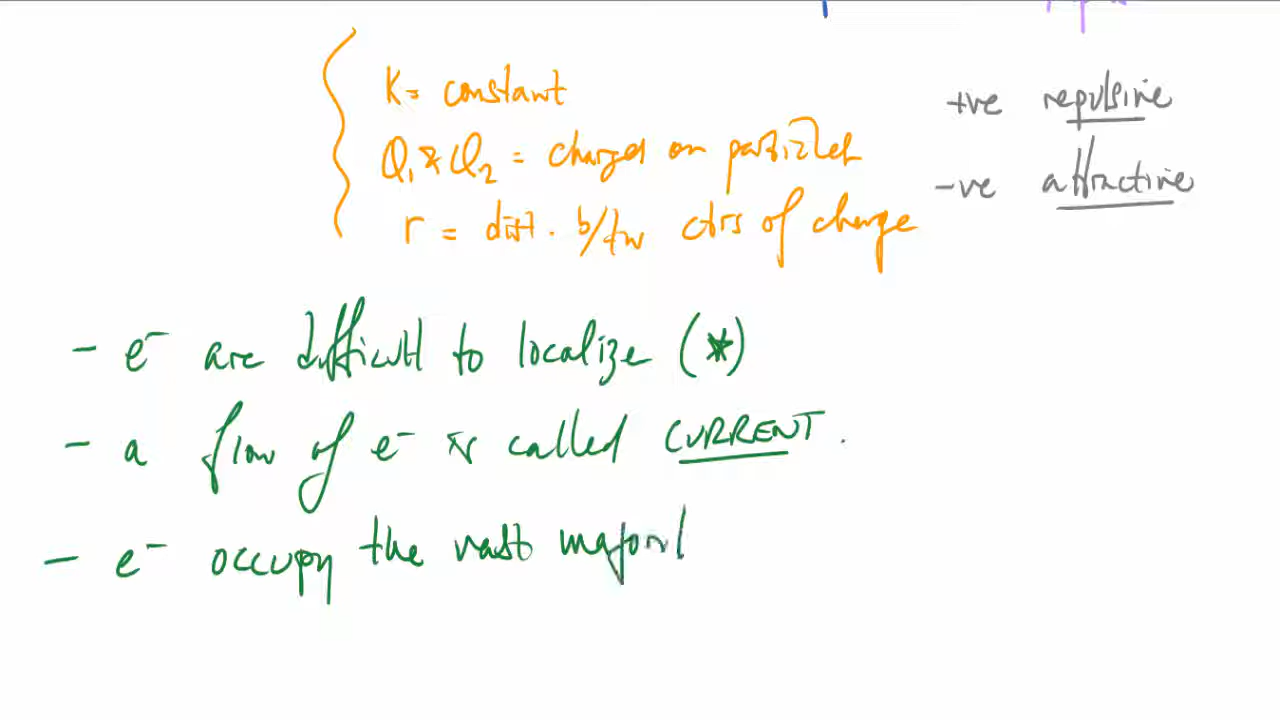 K = constant
+ve repulsive
Q₁ & Q₂ = charges on particles
-ve attractive
r = dist. b/tw ctrs of charge
- e⁻ are difficult to localize (*)
- a flow of e⁻ is called CURRENT.
- e⁻ occupy the vast majori